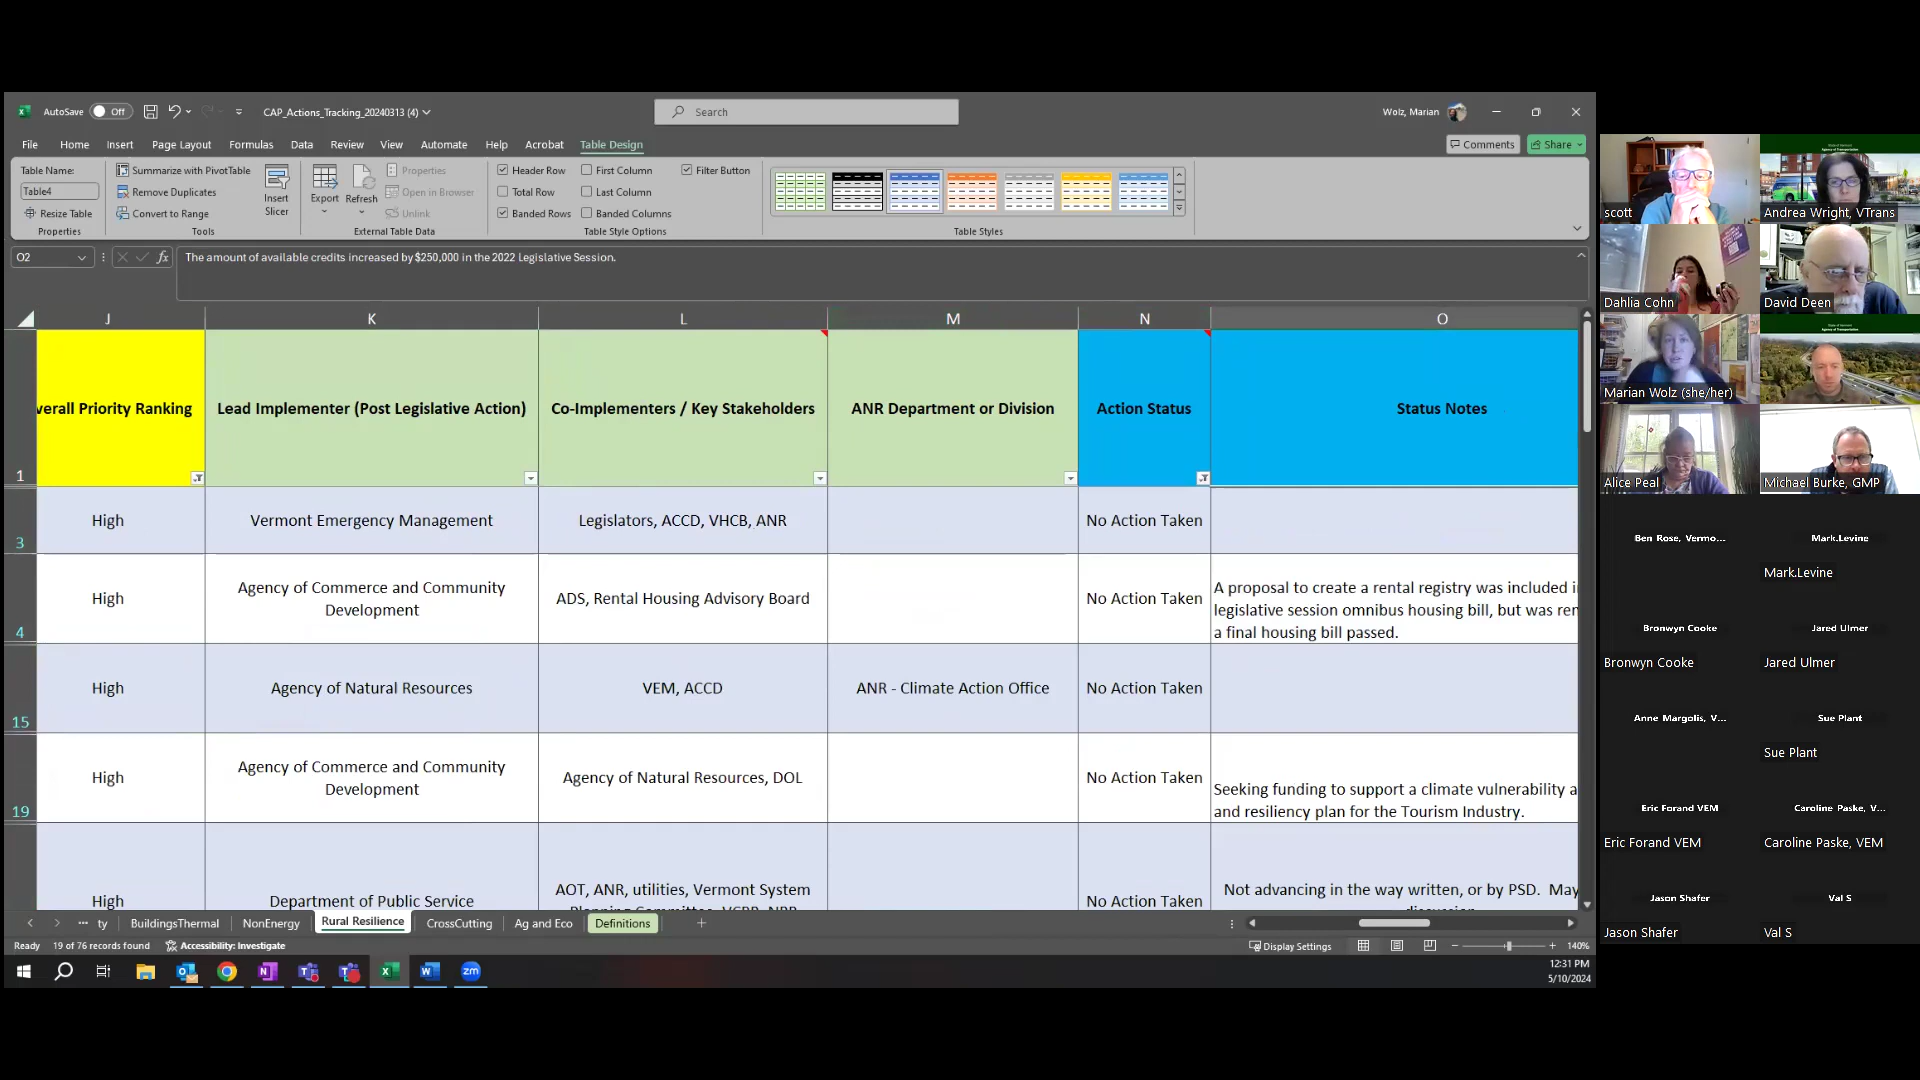 AutoSave Off CAP_Actions_Tracking_20240313 (4) Search Wolz, Marian
File Home Insert Page Layout Formulas Data Review View Automate Help Acrobat Table Design Comments Share
Table Name: Summarize with PivotTable Properties Header Row First Column Filter Button
Table4 Remove Duplicates Insert Slicer Export Refresh Open in Browser Total Row Last Column
Resize Table Convert to Range Unlink Banded Rows Banded Columns
Properties Tools External Table Data Table Style Options Table Styles
O2 fx The amount of available credits increased by $250,000 in the 2022 Legislative Session.
J K L M N O
1 verall Priority Ranking Lead Implementer (Post Legislative Action) Co-Implementers / Key Stakeholders ANR Department or Division Action Status Status Notes
3 High Vermont Emergency Management Legislators, ACCD, VHCB, ANR No Action Taken
4 High Agency of Commerce and Community Development ADS, Rental Housing Advisory Board No Action Taken
A proposal to create a rental registry was included i
legislative session omnibus housing bill, but was ren
a final housing bill passed.
15 High Agency of Natural Resources VEM, ACCD ANR - Climate Action Office No Action Taken
19 High Agency of Commerce and Community Development Agency of Natural Resources, DOL No Action Taken
Seeking funding to support a climate vulnerability a
and resiliency plan for the Tourism Industry.
High Department of Public Service AOT, ANR, utilities, Vermont System No Action Taken
Not advancing in the way written, or by PSD. May
ty BuildingsThermal NonEnergy Rural Resilience CrossCutting Ag and Eco Definitions
Ready 19 of 76 records found Accessibility: Investigate Display Settings 140%
12:31 PM
5/10/2024
scott
Andrea Wright, VTrans
Dahlia Cohn
David Deen
Marian Wolz (she/her)
Alice Peal
Michael Burke, GMP
Ben Rose, Vermo...
Mark.Levine
Mark.Levine
Bronwyn Cooke
Jared Ulmer
Bronwyn Cooke
Jared Ulmer
Anne Margolis, V...
Sue Plant
Sue Plant
Eric Forand VEM
Caroline Paske, V...
Eric Forand VEM
Caroline Paske, VEM
Jason Shafer
Val S
Jason Shafer
Val S